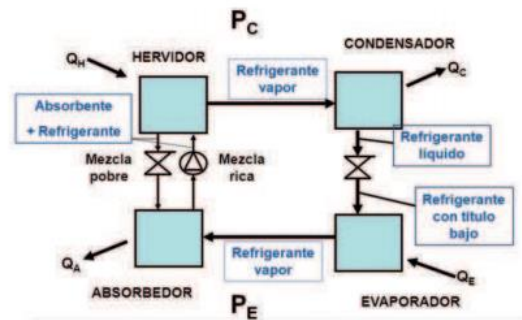 P_C
HERVIDOR
CONDENSADOR
Q_H
Q_C
Refrigerante
vapor
Absorbente
+ Refrigerante
Refrigerante
liquido
Mezcla
pobre
Mezcla
rica
Refrigerante
con título
bajo
Refrigerante
vapor
Q_A
Q_E
ABSORBEDOR
P_E
EVAPORADOR